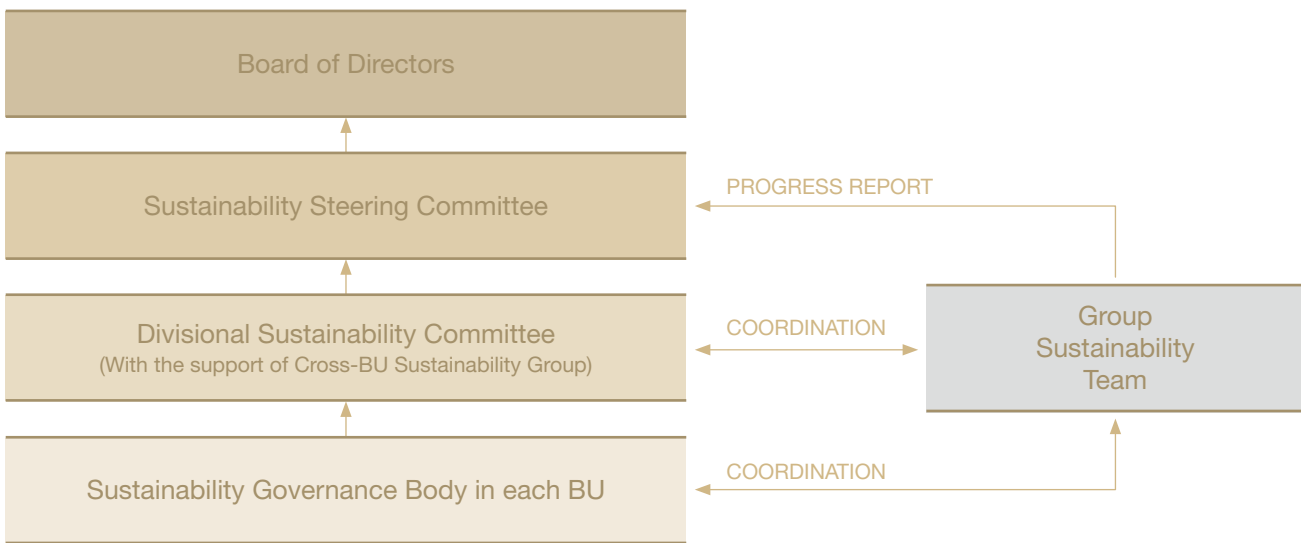 Board of Directors
Sustainability Steering Committee
PROGRESS REPORT
Divisional Sustainability Committee
(With the support of Cross-BU Sustainability Group)
COORDINATION
Group
Sustainability
Team
Sustainability Governance Body in each BU
COORDINATION